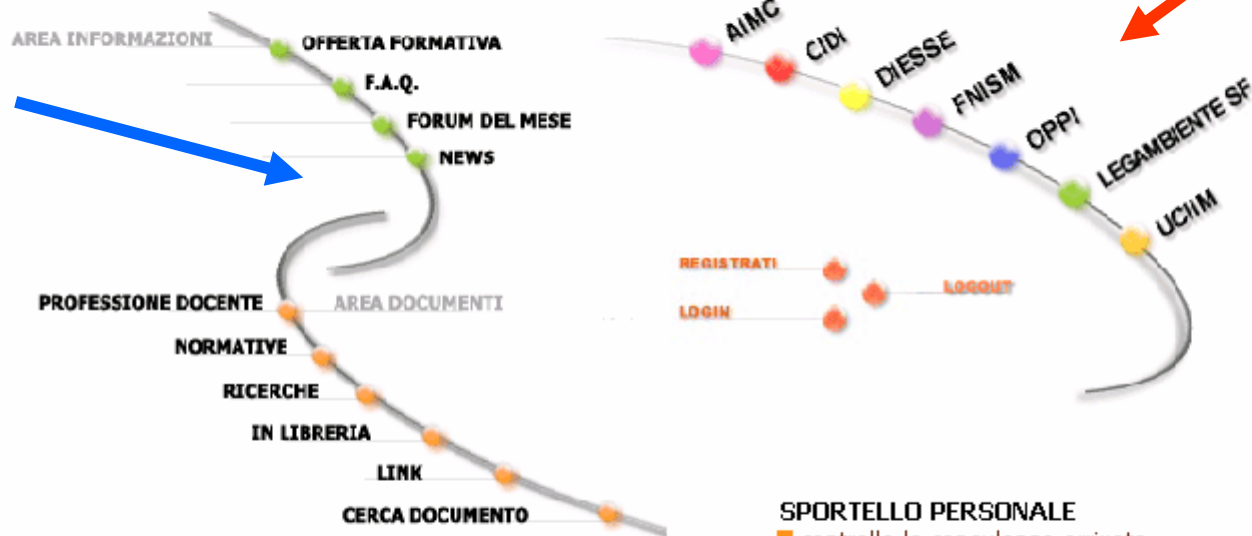 AREA INFORMAZIONI
OFFERTA FORMATIVA
F.A.Q.
FORUM DEL MESE
NEWS
AREA DOCUMENTI
PROFESSIONE DOCENTE
NORMATIVE
RICERCHE
IN LIBRERIA
LINK
CERCA DOCUMENTO
AIMC
CIDI
DIESSE
FNISM
OPPI
LEGAMBIENTE SF
UCIIM
REGISTRATI
LOGOUT
LOGIN
SPORTELLO PERSONALE